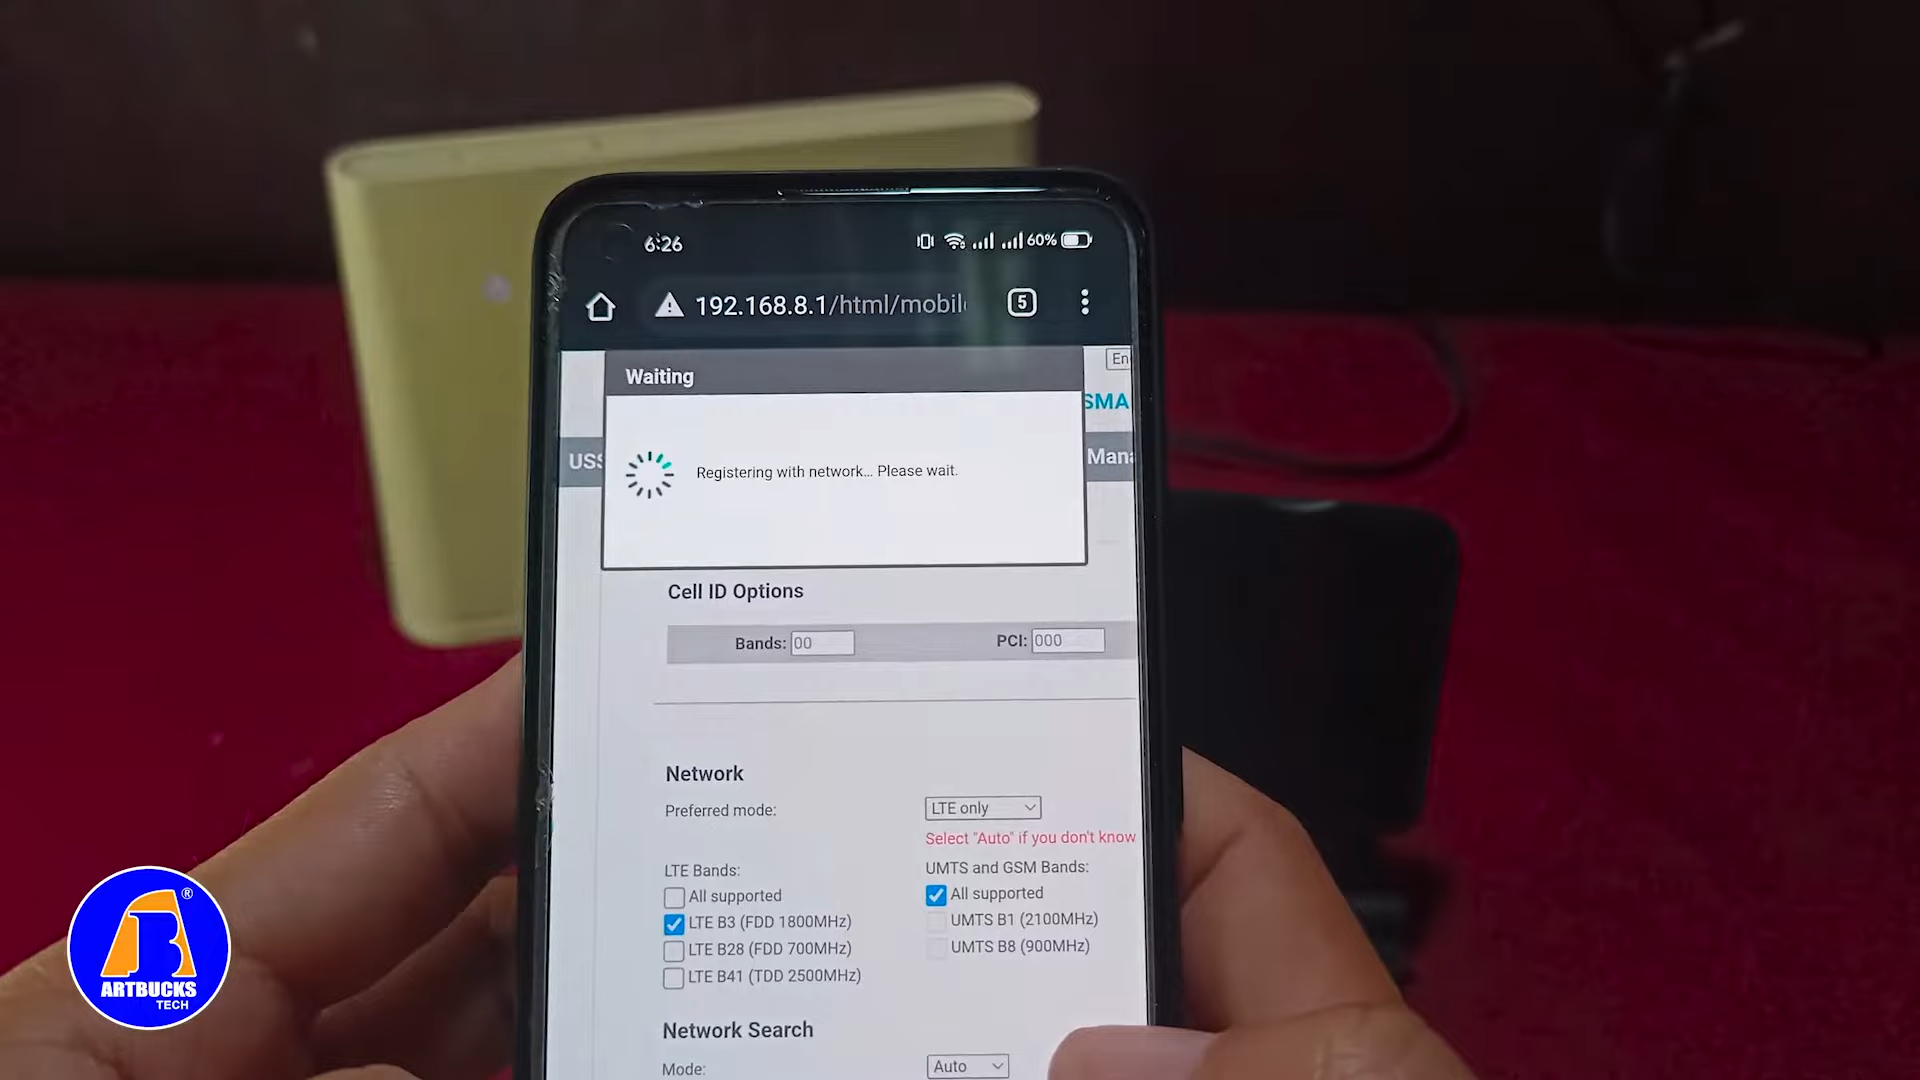 6:26
60%
192.168.8.1/html/mobil
5
Waiting
En
SMA
USS
Mana
Registering with network... Please wait.
Cell ID Options
Bands: 00
PCI: 000
Network
Preferred mode:
LTE only
Select "Auto" if you don't know
LTE Bands:
UMTS and GSM Bands:
All supported
All supported
LTE B3 (FDD 1800MHz)
UMTS B1 (2100MHz)
LTE B28 (FDD 700MHz)
UMTS B8 (900MHz)
LTE B41 (TDD 2500MHz)
Network Search
Mode:
Auto
AB®
ARTBUCKS
TECH